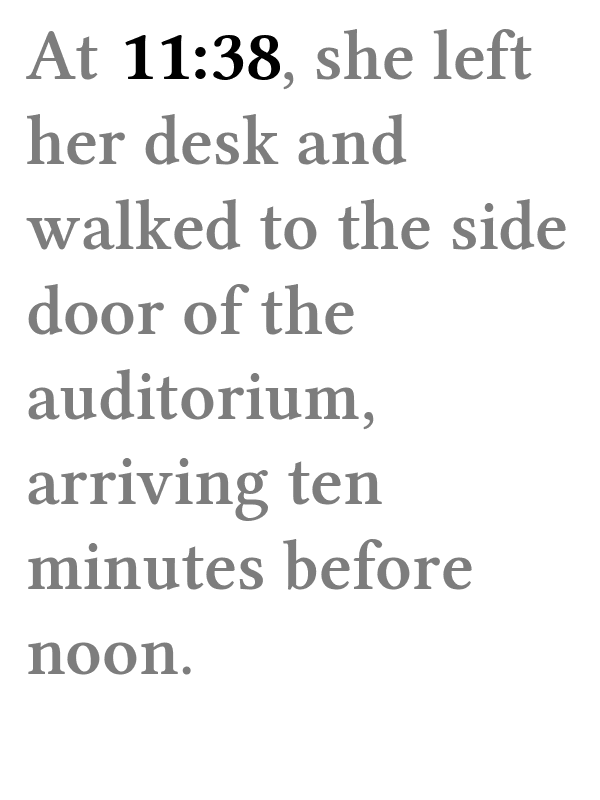 At 11:38, she left
her desk and
walked to the side
door of the
auditorium,
arriving ten
minutes before
noon.